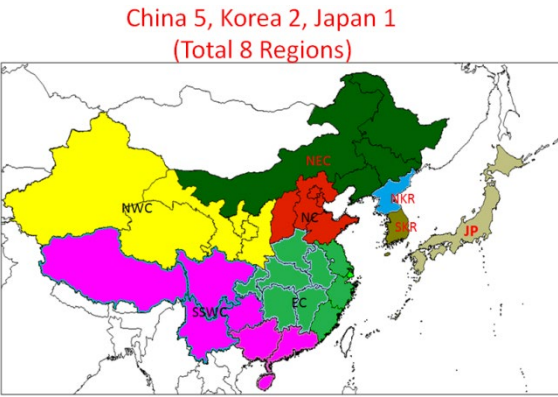 China 5, Korea 2, Japan 1
(Total 8 Regions)
NEC
NKR
NWC
NC
SKR
JP
EC
SSWC